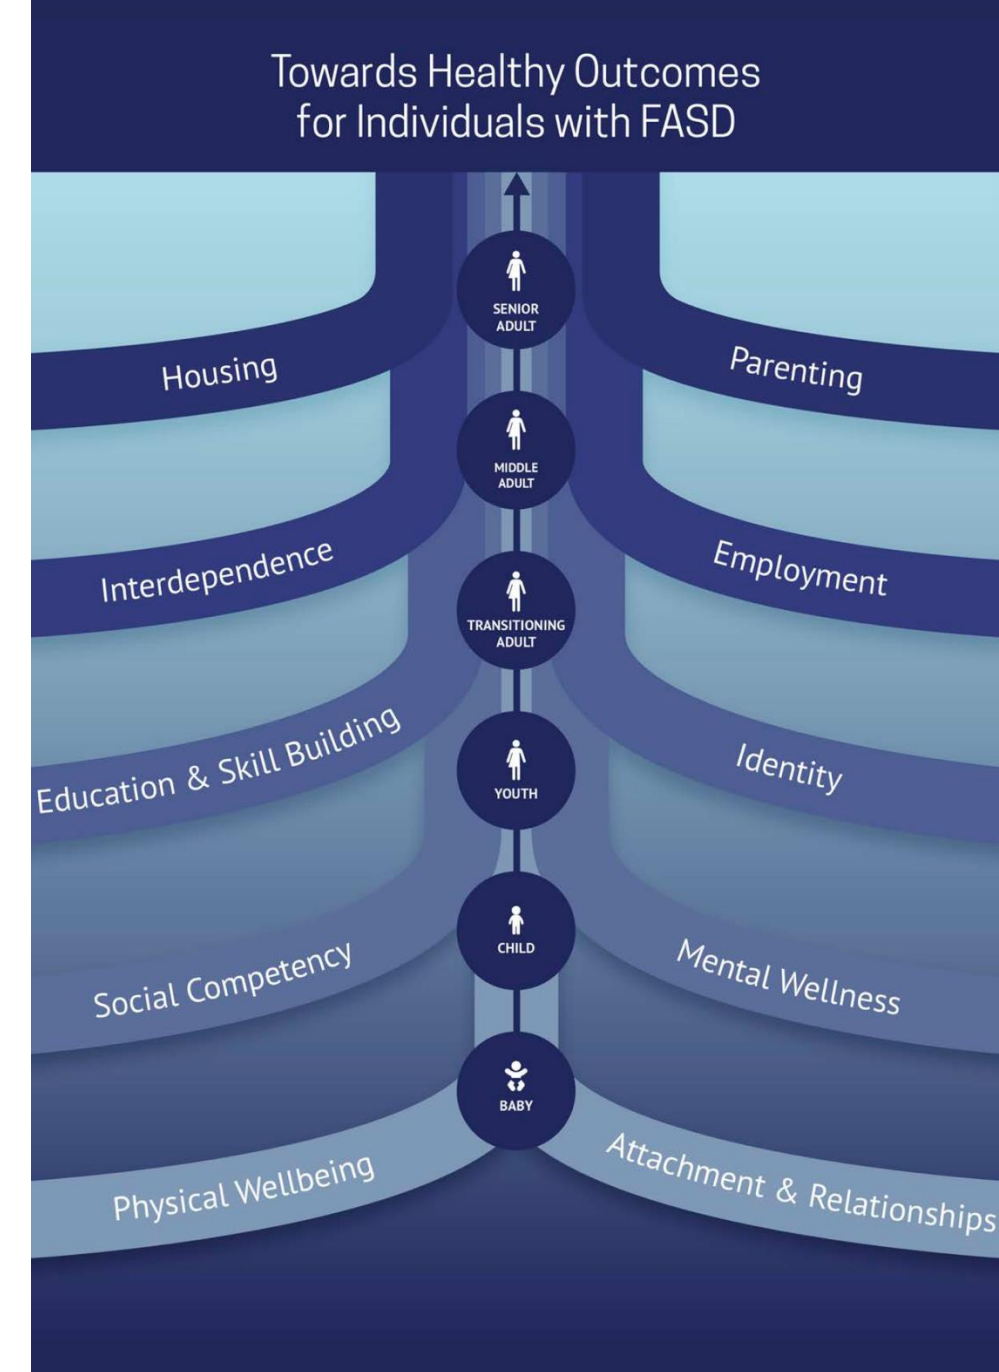 Towards Healthy Outcomes
for Individuals with FASD
SENIOR
ADULT
Housing
Parenting
MIDDLE
ADULT
Interdependence
Employment
TRANSITIONING
ADULT
Education & Skill Building
Identity
YOUTH
Social Competency
Mental Wellness
CHILD
BABY
Physical Wellbeing
Attachment & Relationships